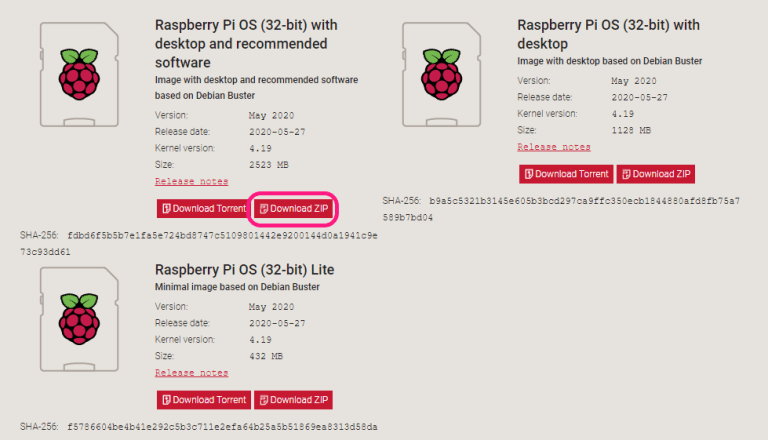 Raspberry Pi OS (32-bit) with
desktop and recommended
software
Image with desktop and recommended software
based on Debian Buster
Version: May 2020
Release date: 2020-05-27
Kernel version: 4.19
Size: 2523 MB
Release notes
Download Torrent Download ZIP
SHA-256: fdbd6f5b5b7e1fa5e724bd8747c5109801442e9200144d0a1941c9e
73c93dd61
Raspberry Pi OS (32-bit) with
desktop
Image with desktop based on Debian Buster
Version: May 2020
Release date: 2020-05-27
Kernel version: 4.19
Size: 1128 MB
Release notes
Download Torrent Download ZIP
SHA-256: b9a5c5321b3145e605b3bcd297ca9ffc350ecb1844880afd8fb75a7
589b7bd04
Raspberry Pi OS (32-bit) Lite
Minimal image based on Debian Buster
Version: May 2020
Release date: 2020-05-27
Kernel version: 4.19
Size: 432 MB
Release notes
Download Torrent Download ZIP
SHA-256: f5786604be4b41e292c5b3c711e2efa64b25a5b51869ea8313d58da